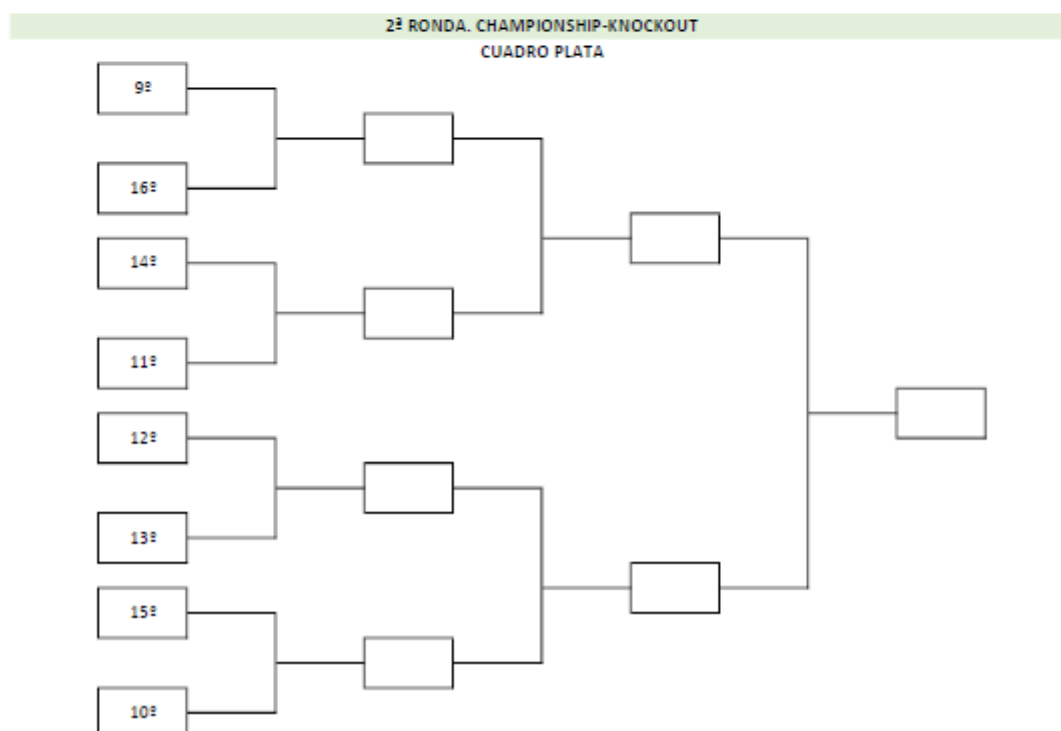 2ª RONDA. CHAMPIONSHIP-KNOCKOUT
CUADRO PLATA
9º
16º
14º
11º
12º
13º
15º
10º